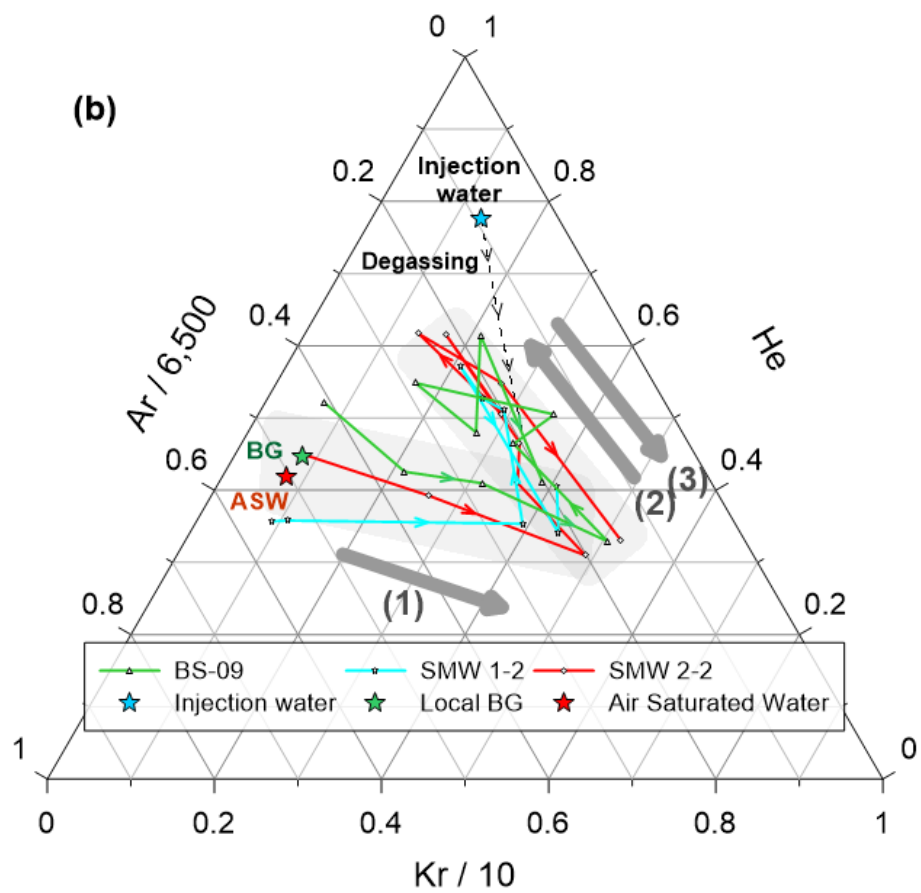 0 1
(b)
Injection
water
0.2
0.8
Degassing
0.4
0.6
Ar / 6,500
He
BG
ASW
0.6
0.4
(2)
(3)
(1)
0.8
0.2
BS-09 SMW 1-2 SMW 2-2
Injection water Local BG Air Saturated Water
1
0
0 0.2 0.4 0.6 0.8 1
Kr / 10